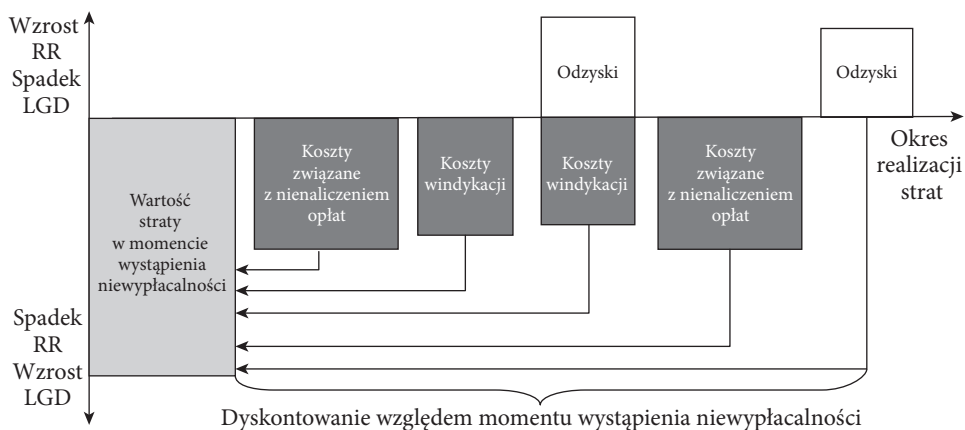 Wzrost
RR
Spadek
LGD
Odzyski
Odzyski
Okres
realizacji
strat
Wartość
straty
w momencie
wystąpienia
niewypłacalności
Koszty
związane
z nienaliczeniem
opłat
Koszty
windykacji
Koszty
windykacji
Koszty
związane
z nienaliczeniem
opłat
Spadek
RR
Wzrost
LGD
Dyskontowanie względem momentu wystąpienia niewypłacalności